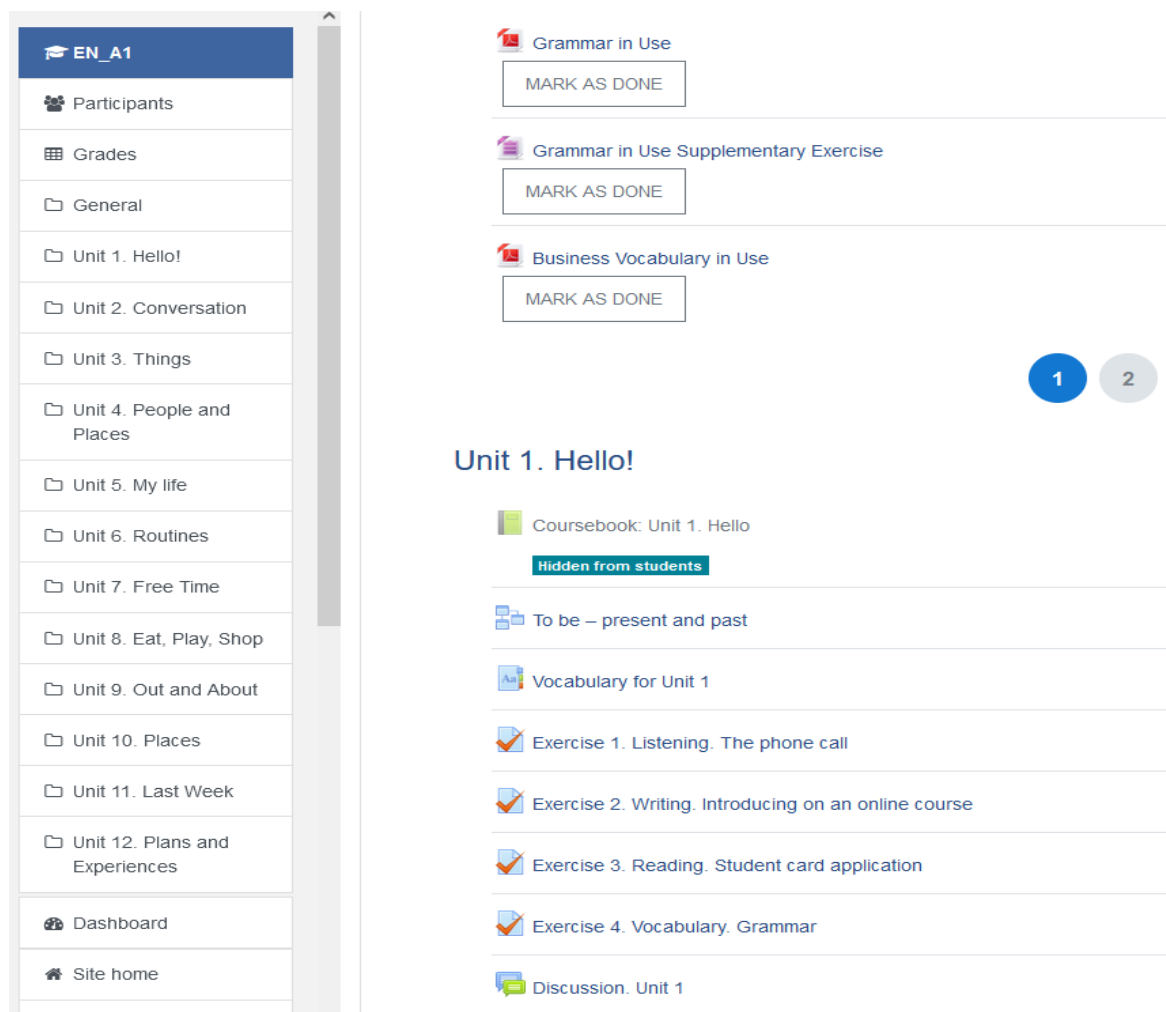 EN_A1
Participants
Grades
General
Unit 1. Hello!
Unit 2. Conversation
Unit 3. Things
Unit 4. People and
Places
Unit 5. My life
Unit 6. Routines
Unit 7. Free Time
Unit 8. Eat, Play, Shop
Unit 9. Out and About
Unit 10. Places
Unit 11. Last Week
Unit 12. Plans and
Experiences
Dashboard
Site home
Grammar in Use
MARK AS DONE
Grammar in Use Supplementary Exercise
MARK AS DONE
Business Vocabulary in Use
MARK AS DONE
1 2
Unit 1. Hello!
Coursebook: Unit 1. Hello
Hidden from students
To be – present and past
Aa
Vocabulary for Unit 1
Exercise 1. Listening. The phone call
Exercise 2. Writing. Introducing on an online course
Exercise 3. Reading. Student card application
Exercise 4. Vocabulary. Grammar
Discussion. Unit 1